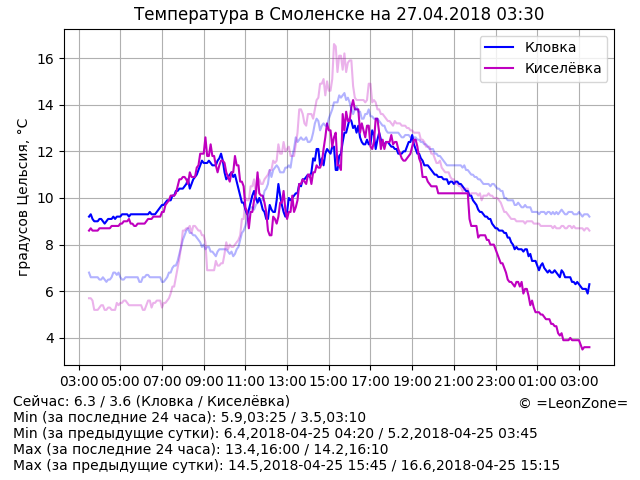 Температура в Смоленске на 27.04.2018 03:30
Кловка
Киселёвка
градусов Цельсия, °C
16
14
12
10
8
6
4
03:00 05:00 07:00 09:00 11:00 13:00 15:00 17:00 19:00 21:00 23:00 01:00 03:00
Сейчас: 6.3 / 3.6 (Кловка / Киселёвка)
© =LeonZone=
Min (за последние 24 часа): 5.9,03:25 / 3.5,03:10
Min (за предыдущие сутки): 6.4,2018-04-25 04:20 / 5.2,2018-04-25 03:45
Max (за последние 24 часа): 13.4,16:00 / 14.2,16:10
Max (за предыдущие сутки): 14.5,2018-04-25 15:45 / 16.6,2018-04-25 15:15